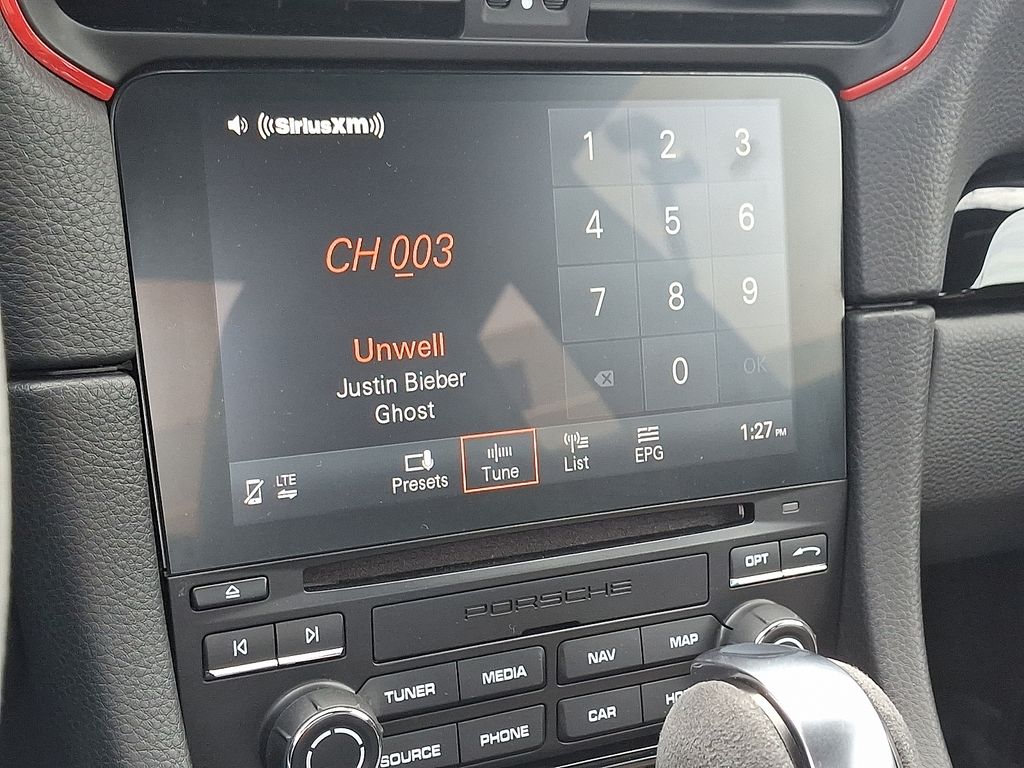 SiriusXM
CH 003
Unwell
Justin Bieber
Ghost
1 2 3
4 5 6
7 8 9
0 OK
LTE
Presets
Tune
List
EPG
1:27 PM
OPT
PORSCHE
TUNER
MEDIA
NAV
MAP
SOURCE
PHONE
CAR